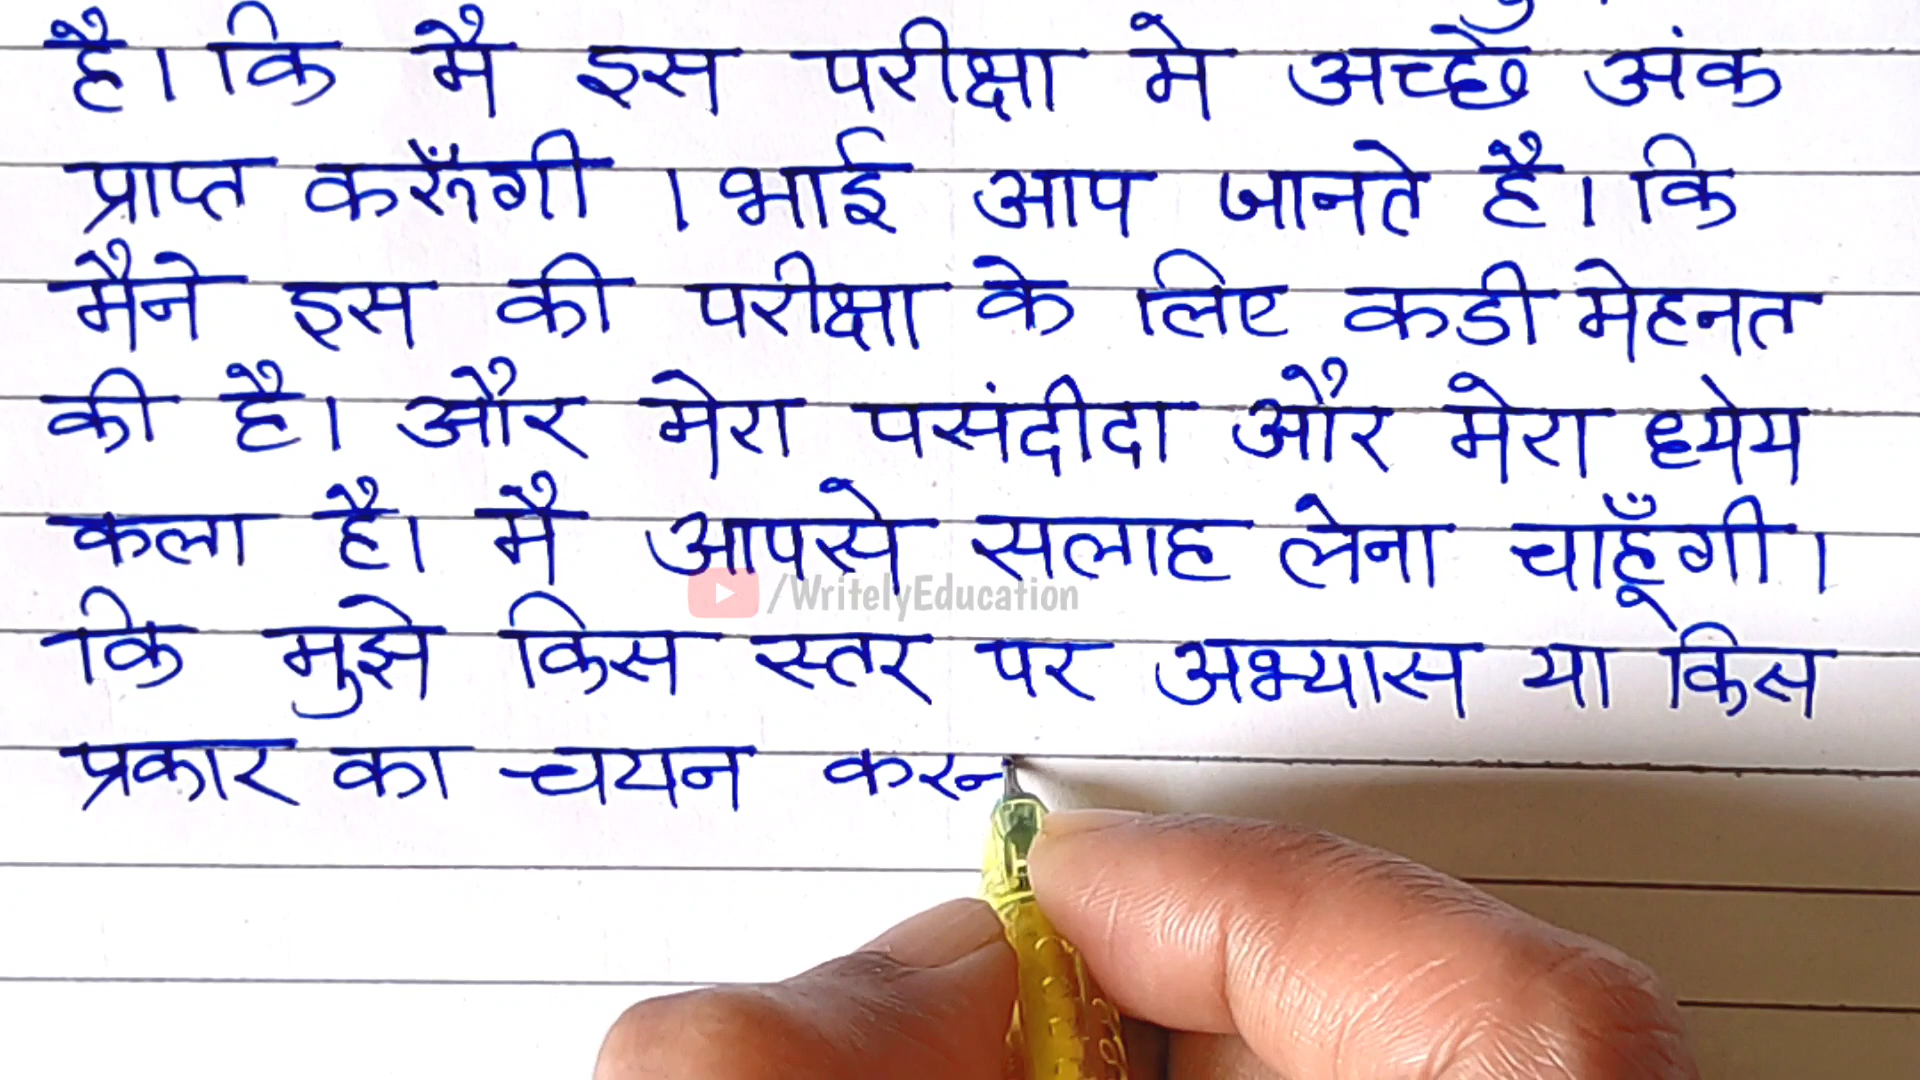 है। कि मै इस परीक्षा मे अच्छे अंक
प्राप्त करूँगी । भाई आप जानते है। कि
मैने इस की परीक्षा के लिए कडी मेहनत
की है। और मेरा पसंदीदा और मेरा ध्येय
कला है। मै आपसे सलाह लेना चाहूँगी।
/WritelyEducation
कि मुझे किस स्तर पर अभ्यास या किस
प्रकार का चयन करन